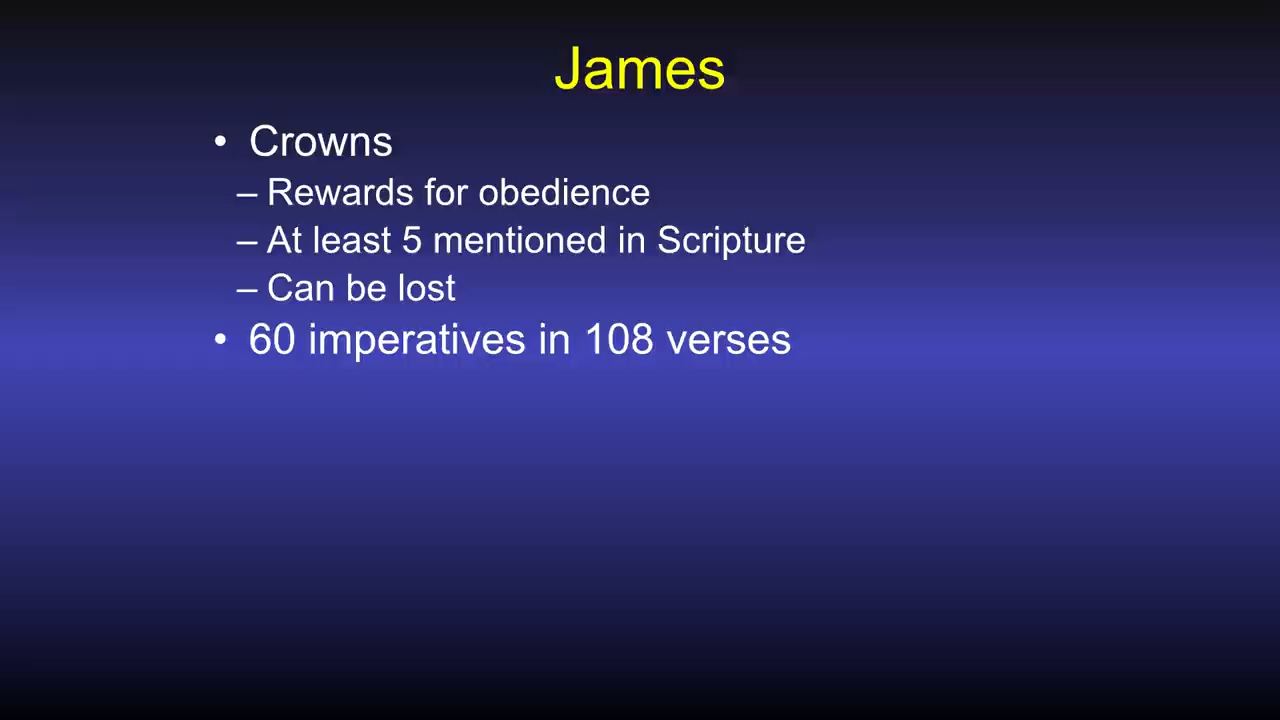 James
• Crowns
– Rewards for obedience
– At least 5 mentioned in Scripture
– Can be lost
• 60 imperatives in 108 verses